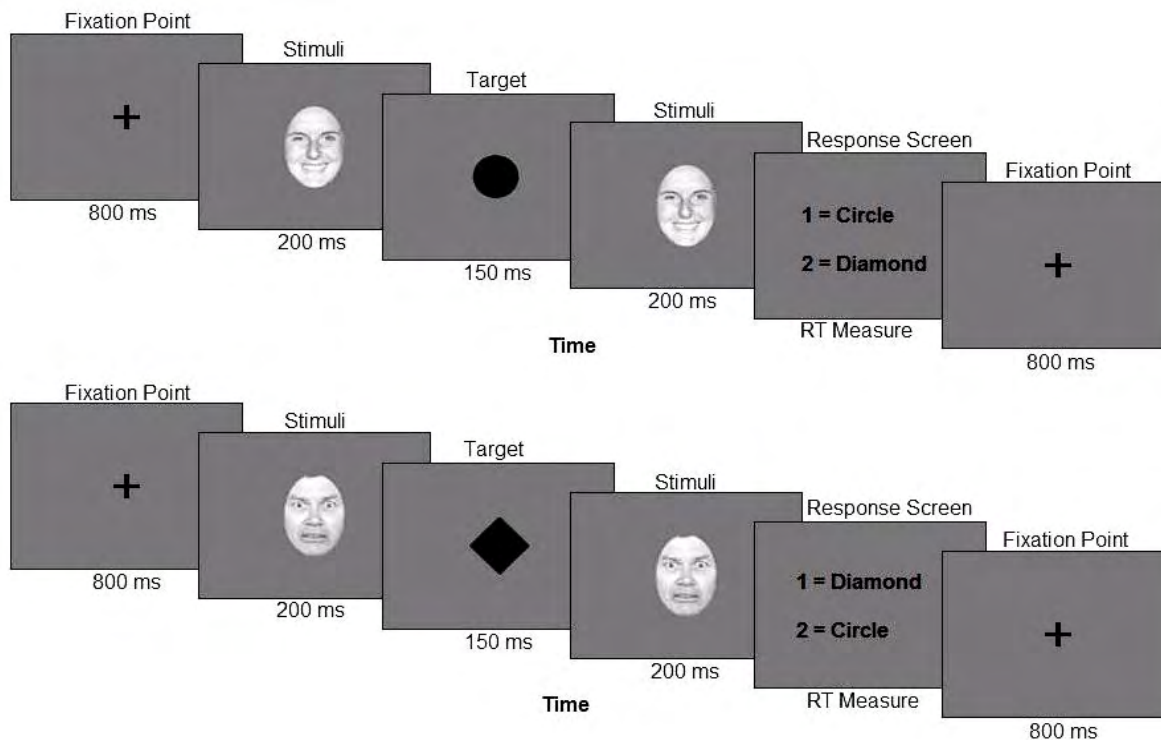 Fixation Point
Stimuli
Target
Stimuli
Response Screen
Fixation Point
1 = Circle
2 = Diamond
800 ms
200 ms
150 ms
200 ms
RT Measure
800 ms
Time
Fixation Point
Stimuli
Target
Stimuli
Response Screen
Fixation Point
1 = Diamond
2 = Circle
800 ms
200 ms
150 ms
200 ms
RT Measure
800 ms
Time